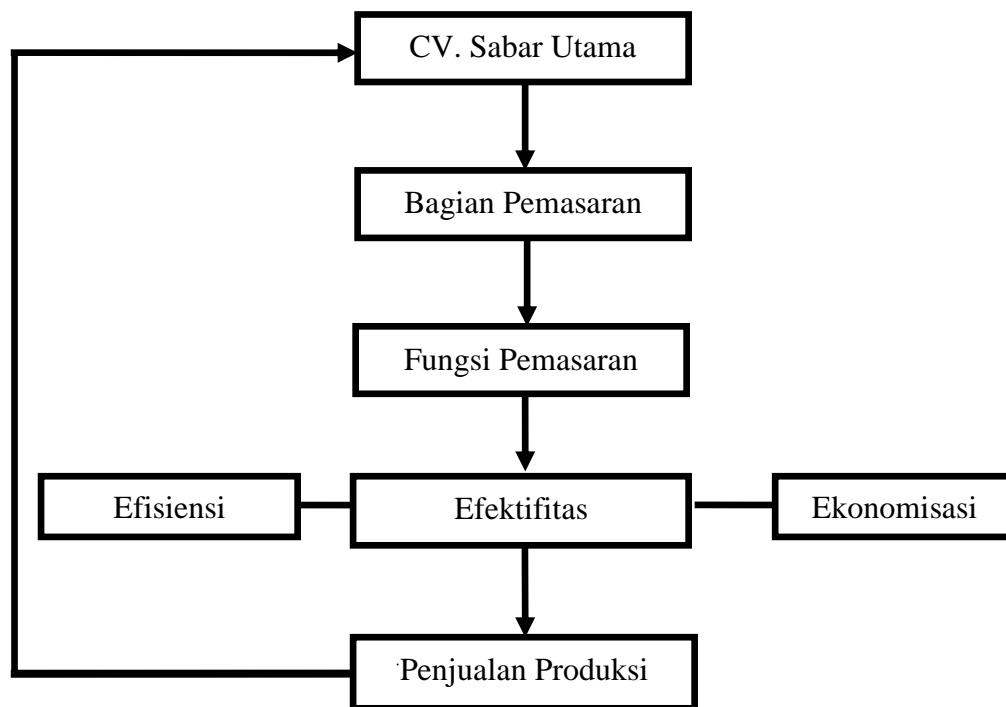 CV. Sabar Utama
Bagian Pemasaran
Fungsi Pemasaran
Efisiensi
Efektifitas
Ekonomisasi
Penjualan Produksi